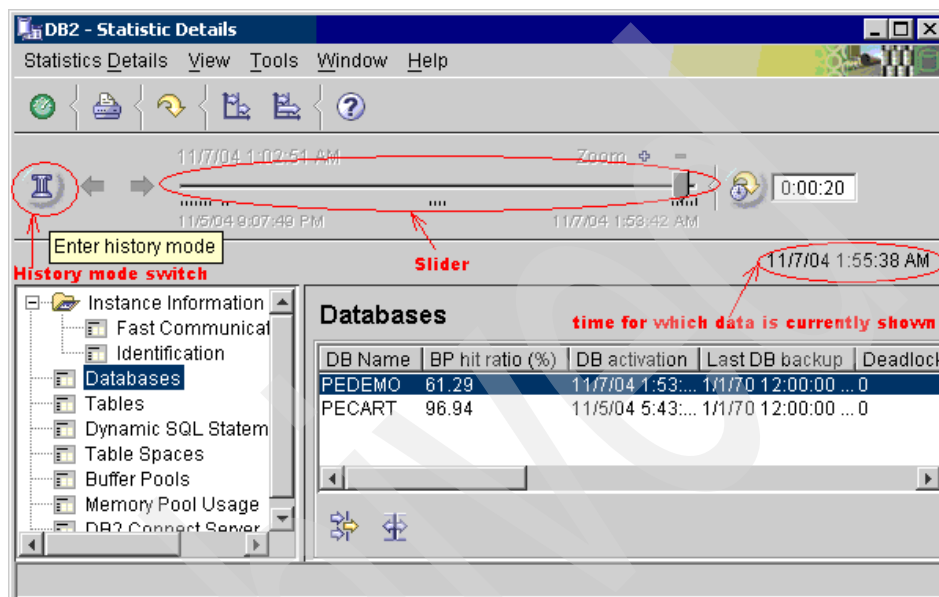 DB2 - Statistic Details
Statistics Details View Tools Window Help
11/7/04 1:02:51 AM
Zoom
0:00:20
11/5/04 9:07:49 PM
11/7/04 1:53:42 AM
Enter history mode
History mode switch
Slider
11/7/04 1:55:38 AM
time for which data is currently shown
Instance Information
Fast Communicat
Identification
Databases
Tables
Dynamic SQL Statem
Table Spaces
Buffer Pools
Memory Pool Usage
DB2 Connect Server
Databases
DB Name BP hit ratio (%) DB activation Last DB backup Deadlock
PEDEMO 61.29 11/7/04 1:53:... 1/1/70 12:00:00 ... 0
PECART 96.94 11/5/04 5:43:... 1/1/70 12:00:00 ... 0